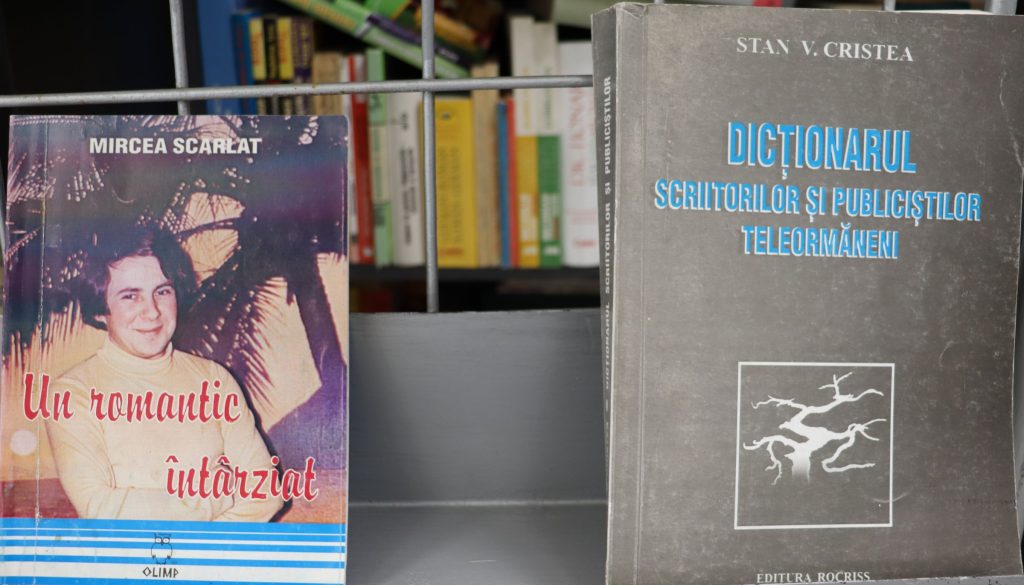 MIRCEA SCARLAT
Un romantic
întârziat
OLIMP
DICȚIONARUL SCRIITORILOR ȘI PUBLICIȘTILOR
STAN V. CRISTEA
DICȚIONARUL
SCRIITORILOR ȘI PUBLICIȘTILOR
TELEORMĂNENI
EDITURA ROCRISS